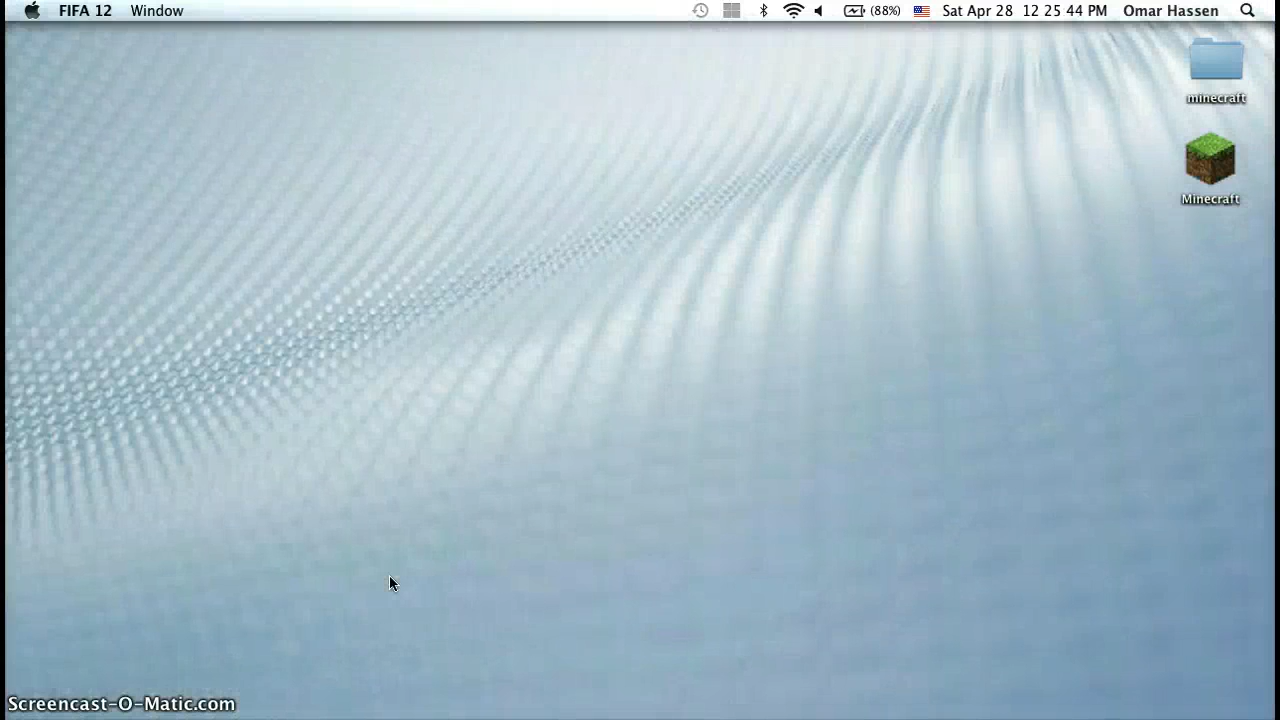 FIFA 12 Window (88%) Sat Apr 28 12 25 44 PM Omar Hassen
minecraft
Minecraft
Screencast-O-Matic.com